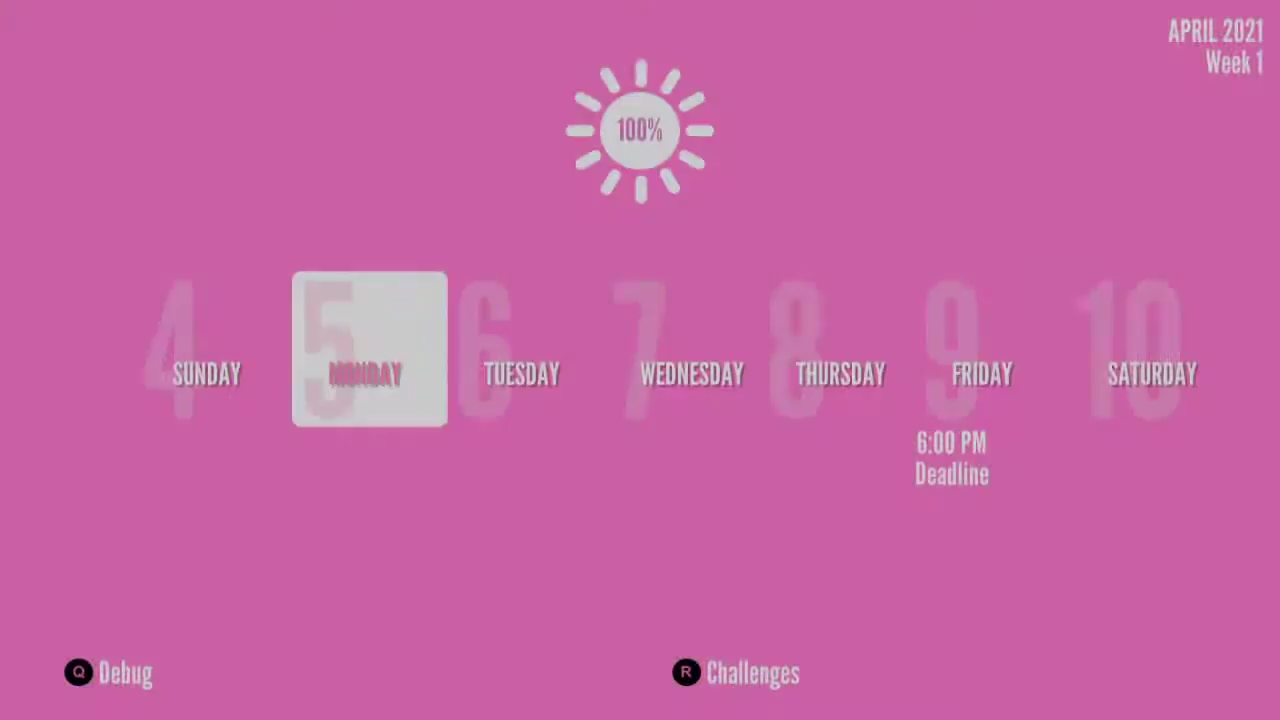 APRIL 2021
Week 1
100%
4 5 6 7 8 9 10
SUNDAY MONDAY TUESDAY WEDNESDAY THURSDAY FRIDAY SATURDAY
6:00 PM
Deadline
Q Debug R Challenges